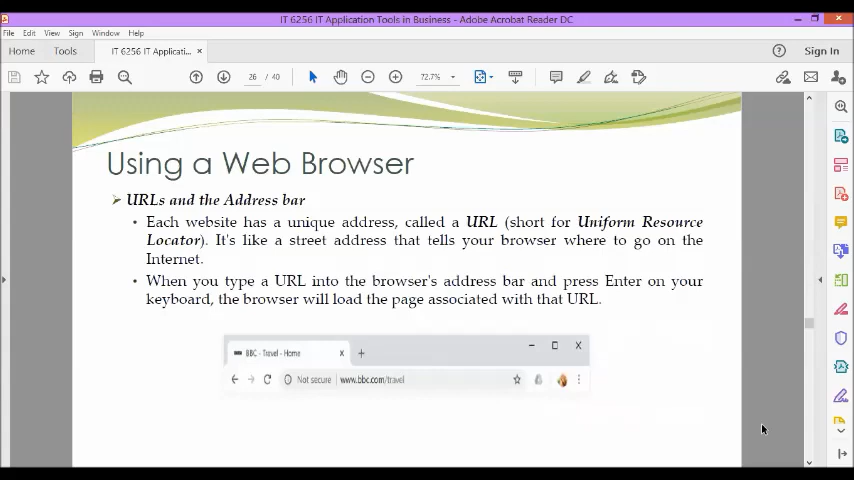 IT 6256 IT Application Tools in Business - Adobe Acrobat Reader DC
File Edit View Sign Window Help
Home Tools IT 6256 IT Applicati... × Sign In
26 / 40 72.7%
Using a Web Browser
URLs and the Address bar
• Each website has a unique address, called a URL (short for Uniform Resource
Locator). It's like a street address that tells your browser where to go on the
Internet.
• When you type a URL into the browser's address bar and press Enter on your
keyboard, the browser will load the page associated with that URL.
BBC - Travel - Home
Not secure www.bbc.com/travel